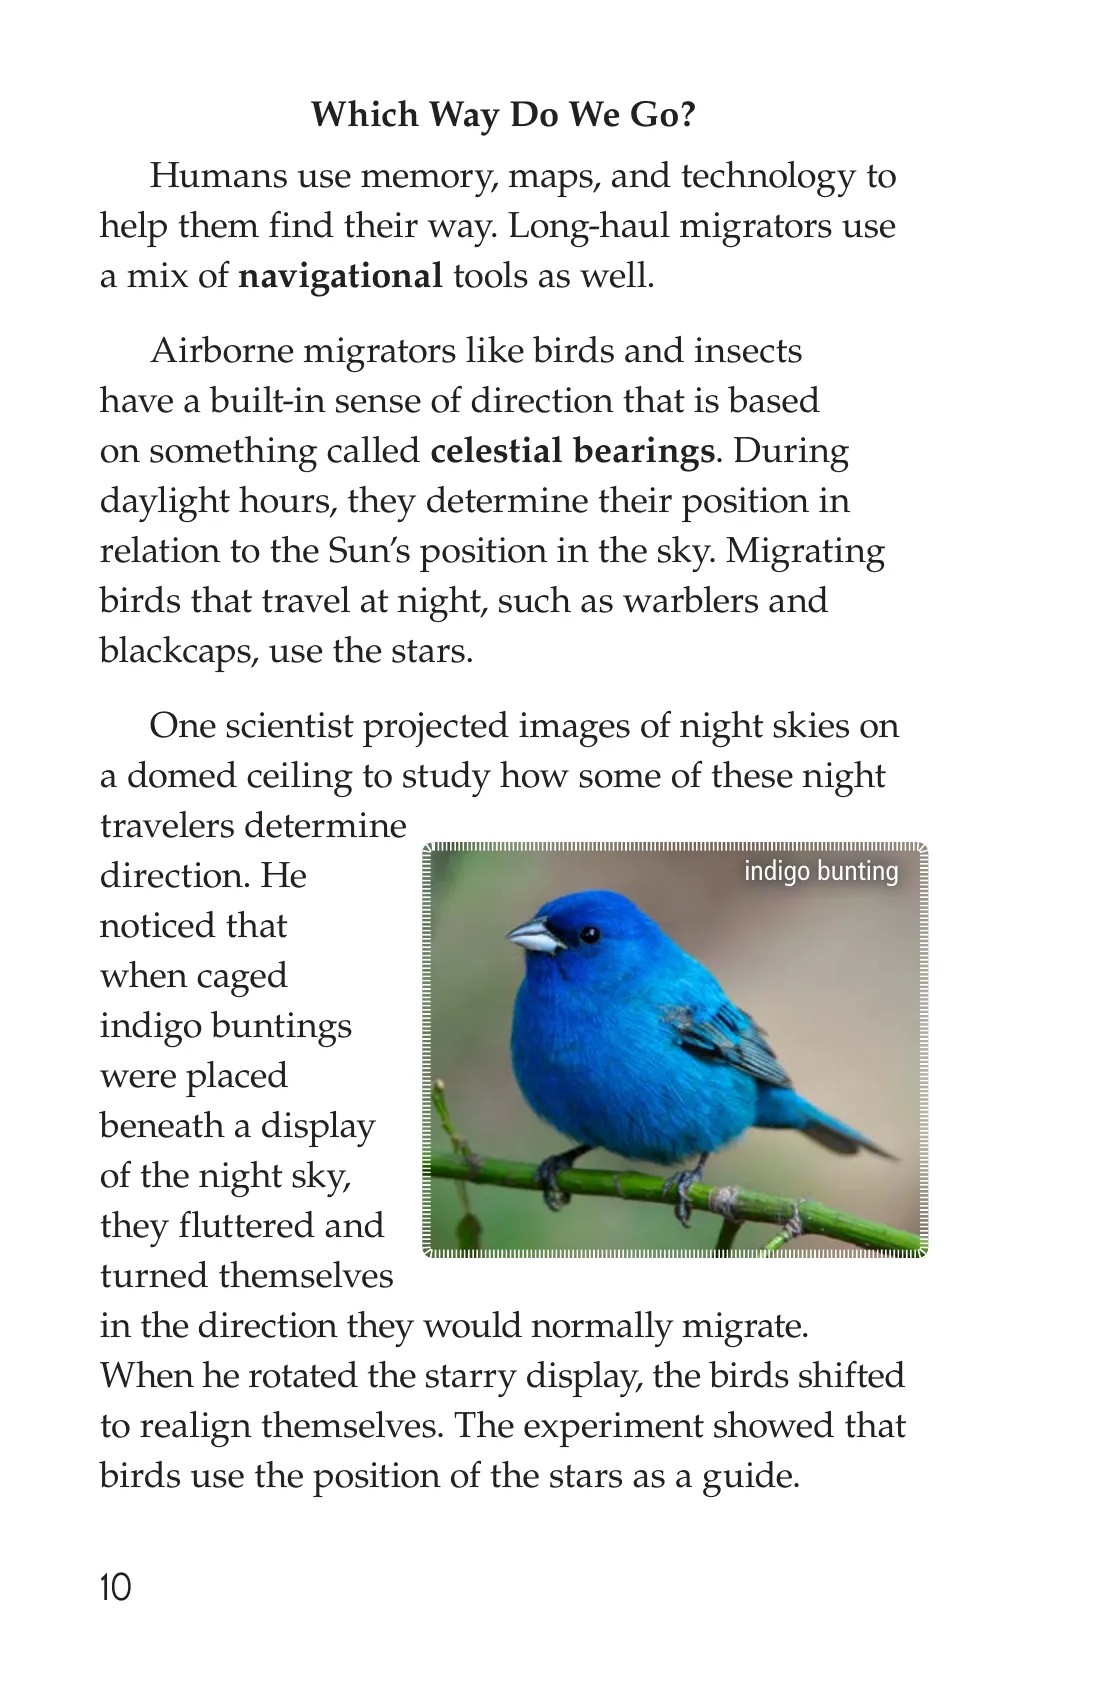 Which Way Do We Go?
Humans use memory, maps, and technology to
help them find their way. Long-haul migrators use
a mix of navigational tools as well.
Airborne migrators like birds and insects
have a built-in sense of direction that is based
on something called celestial bearings. During
daylight hours, they determine their position in
relation to the Sun’s position in the sky. Migrating
birds that travel at night, such as warblers and
blackcaps, use the stars.
One scientist projected images of night skies on
a domed ceiling to study how some of these night
travelers determine
direction. He
noticed that
when caged
indigo buntings
were placed
beneath a display
of the night sky,
they fluttered and
turned themselves
in the direction they would normally migrate.
When he rotated the starry display, the birds shifted
to realign themselves. The experiment showed that
birds use the position of the stars as a guide.
indigo bunting
10